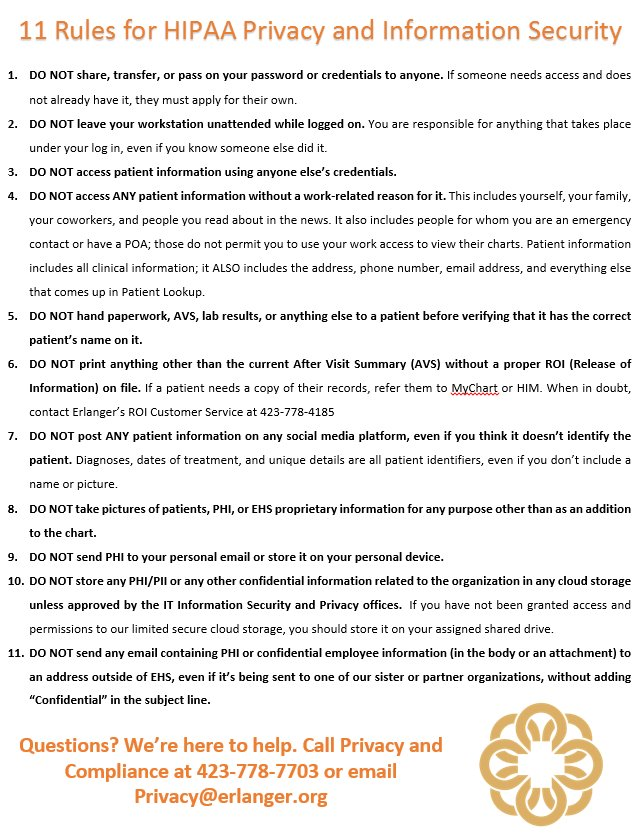 11 Rules for HIPAA Privacy and Information Security
1. DO NOT share, transfer, or pass on your password or credentials to anyone. If someone needs access and does
not already have it, they must apply for their own.
2. DO NOT leave your workstation unattended while logged on. You are responsible for anything that takes place
under your log in, even if you know someone else did it.
3. DO NOT access patient information using anyone else’s credentials.
4. DO NOT access ANY patient information without a work-related reason for it. This includes yourself, your family,
your coworkers, and people you read about in the news. It also includes people for whom you are an emergency
contact or have a POA; those do not permit you to use your work access to view their charts. Patient information
includes all clinical information; it ALSO includes the address, phone number, email address, and everything else
that comes up in Patient Lookup.
5. DO NOT hand paperwork, AVS, lab results, or anything else to a patient before verifying that it has the correct
patient’s name on it.
6. DO NOT print anything other than the current After Visit Summary (AVS) without a proper ROI (Release of
Information) on file. If a patient needs a copy of their records, refer them to MyChart or HIM. When in doubt,
contact Erlanger’s ROI Customer Service at 423-778-4185
7. DO NOT post ANY patient information on any social media platform, even if you think it doesn’t identify the
patient. Diagnoses, dates of treatment, and unique details are all patient identifiers, even if you don’t include a
name or picture.
8. DO NOT take pictures of patients, PHI, or EHS proprietary information for any purpose other than as an addition
to the chart.
9. DO NOT send PHI to your personal email or store it on your personal device.
10. DO NOT store any PHI/PII or any other confidential information related to the organization in any cloud storage
unless approved by the IT Information Security and Privacy offices. If you have not been granted access and
permissions to our limited secure cloud storage, you should store it on your assigned shared drive.
11. DO NOT send any email containing PHI or confidential employee information (in the body or an attachment) to
an address outside of EHS, even if it’s being sent to one of our sister or partner organizations, without adding
“Confidential” in the subject line.
Questions? We’re here to help. Call Privacy and
Compliance at 423-778-7703 or email
Privacy@erlanger.org